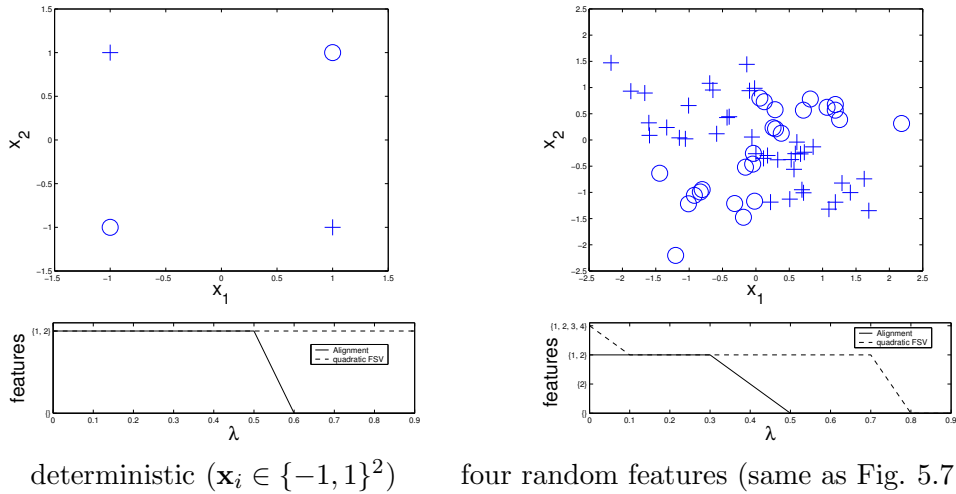 1.5
1
0.5
0
−0.5
−1
−1.5
x_2
−1.5 −1 −0.5 0 0.5 1 1.5
x_1
{1, 2}
{}
features
Alignment
quadratic FSV
0 0.1 0.2 0.3 0.4 0.5 0.6 0.7 0.8 0.9
λ
deterministic (x_i ∈ {−1, 1}^2)
2.5
2
1.5
1
0.5
0
−0.5
−1
−1.5
−2
−2.5
x_2
−2.5 −2 −1.5 −1 −0.5 0 0.5 1 1.5 2 2.5
x_1
{1, 2, 3, 4}
{1, 2}
{2}
{}
features
Alignment
quadratic FSV
0 0.1 0.2 0.3 0.4 0.5 0.6 0.7 0.8 0.9
λ
four random features (same as Fig. 5.7